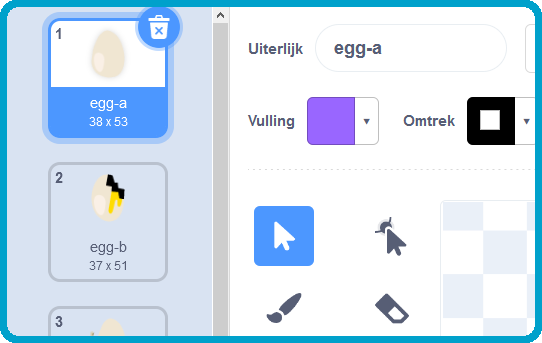 1
egg-a
38 x 53
2
egg-b
37 x 51
3
Uiterlijk egg-a
Vulling Omtrek